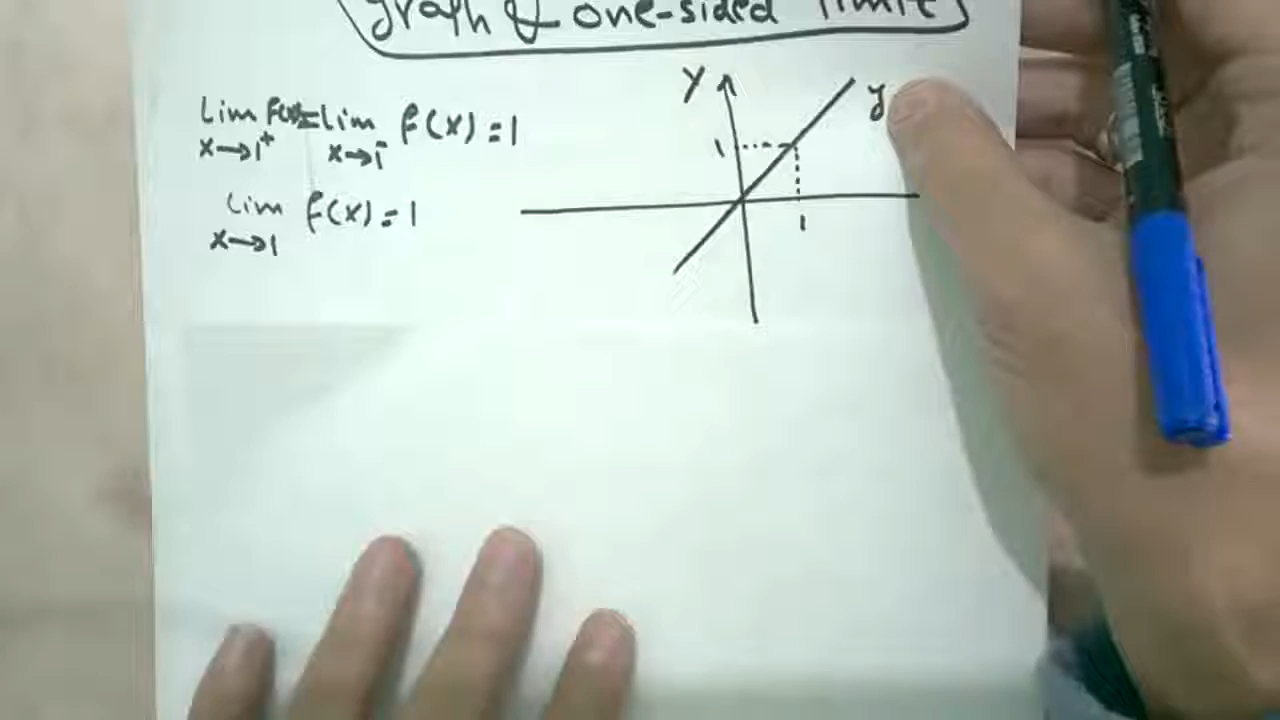 graph & one-sided limit
lim f(x)=lim f(x)=1
x→1⁺ x→1⁻
lim f(x)=1
x→1
y
y
1
1